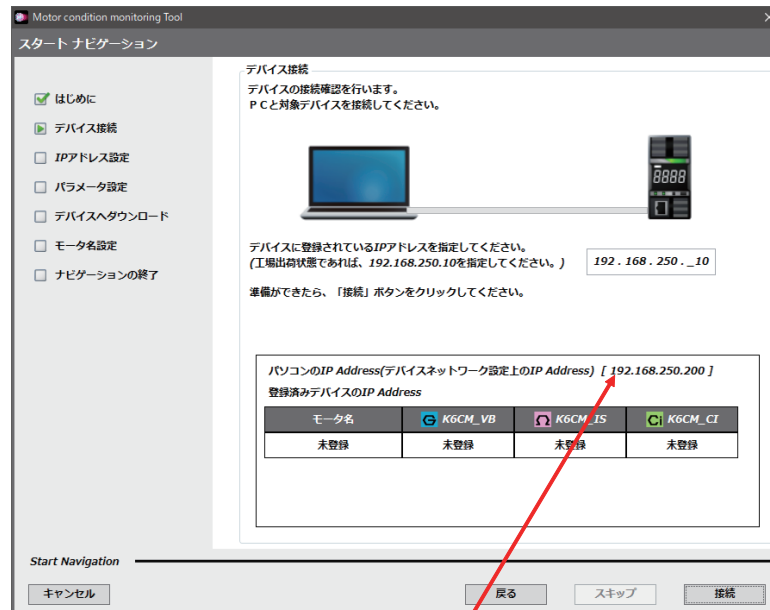 Motor condition monitoring Tool
スタート ナビゲーション
はじめに
デバイス接続
IPアドレス設定
パラメータ設定
デバイスへダウンロード
モータ名設定
ナビゲーションの終了
デバイス接続
デバイスの接続確認を行います。
PCと対象デバイスを接続してください。
8888
デバイスに登録されているIPアドレスを指定してください。
(工場出荷状態であれば、192.168.250.10を指定してください。)
192 . 168 . 250 . _10
準備ができたら、「接続」ボタンをクリックしてください。
パソコンのIP Address(デバイスネットワーク設定上のIP Address) [ 192.168.250.200 ]
登録済みデバイスのIP Address
モータ名 K6CM_VB Ω K6CM_IS Ci K6CM_CI
未登録 未登録 未登録 未登録
Start Navigation
キャンセル 戻る スキップ 接続